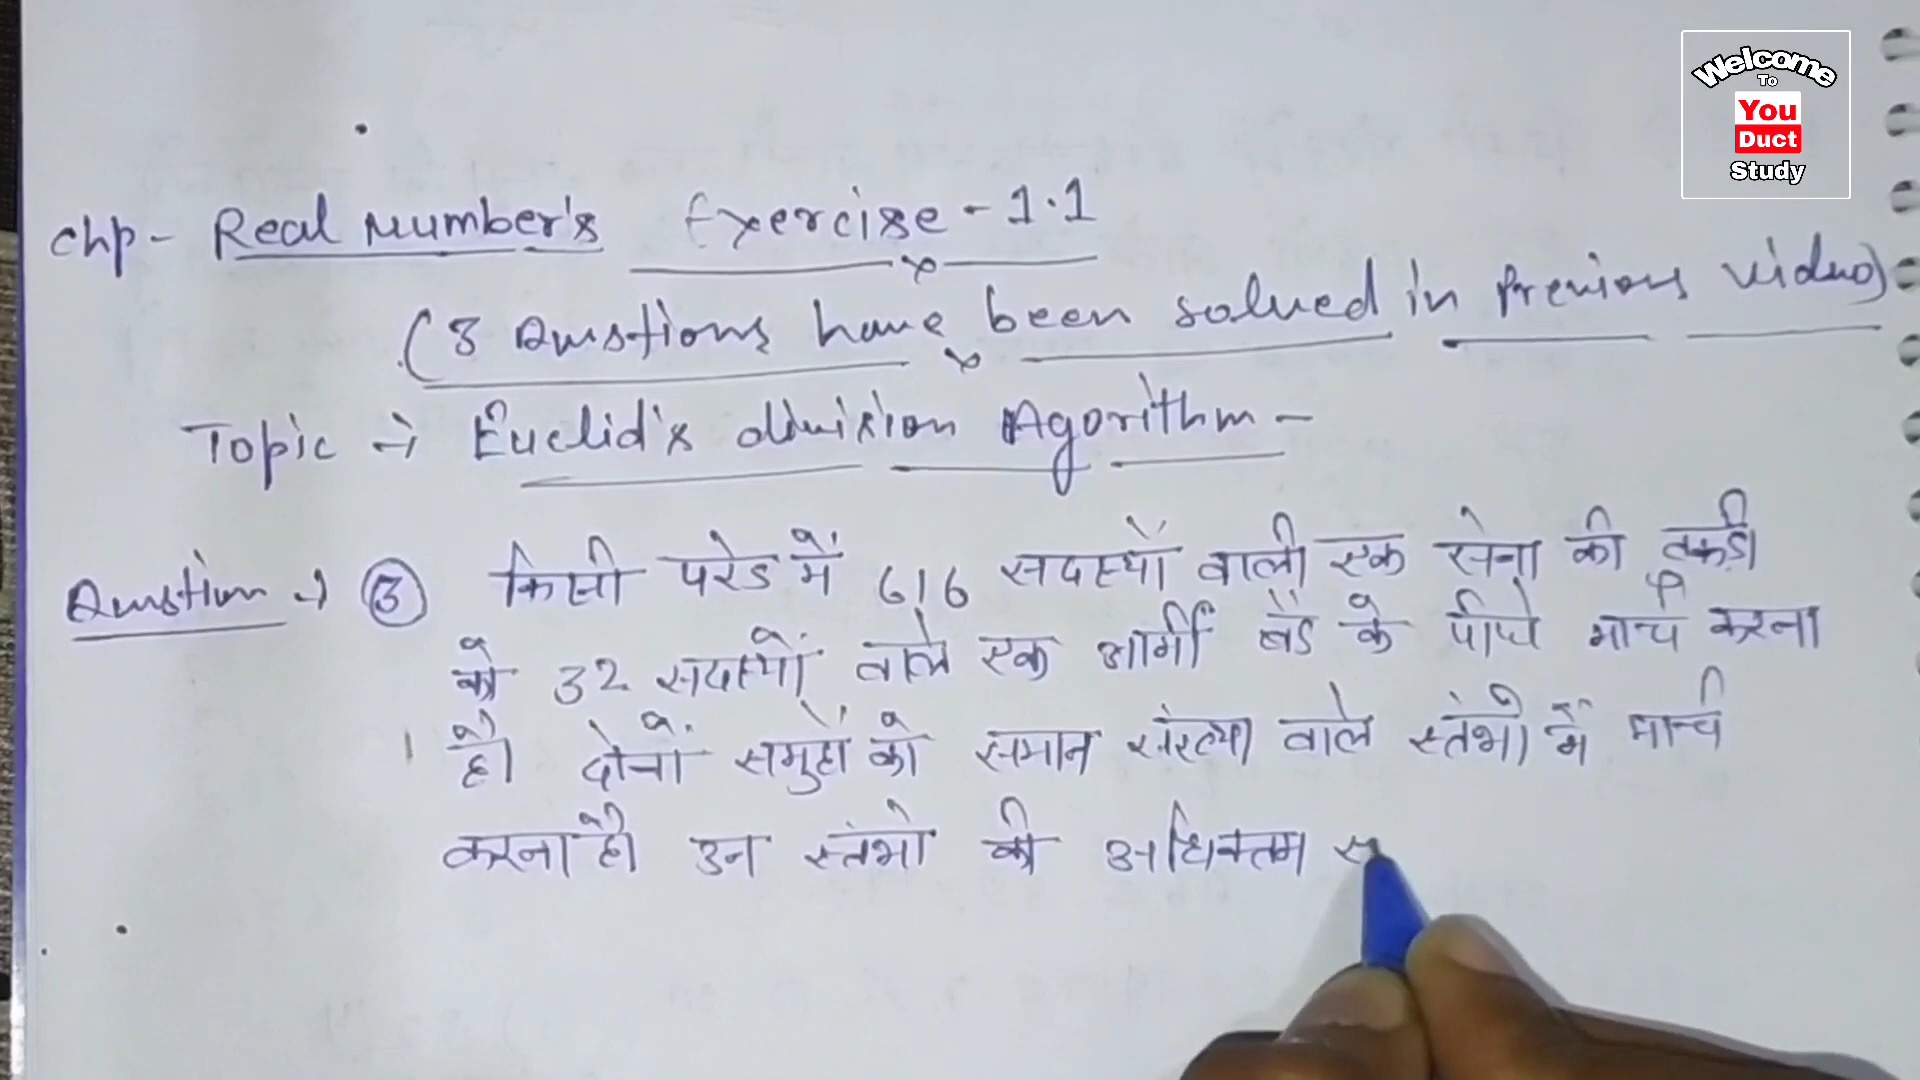 Welcome
To
You
Duct
Study
Chp - Real Number's Exercise - 1.1
(3 Questions have been solved in Previous video)
Topic → Euclid's division Agorithm -
Question → ③ किसी परेड में 616 सदस्यों वाली एक सेना की टुकड़ी
को 32 सदस्यों वाले एक आर्मी बैंड के पीछे मार्च करना
है। दोनों समुहों को समान संख्या वाले स्तंभों में मार्च
करना है। उन स्तंभो की अधिकतम स